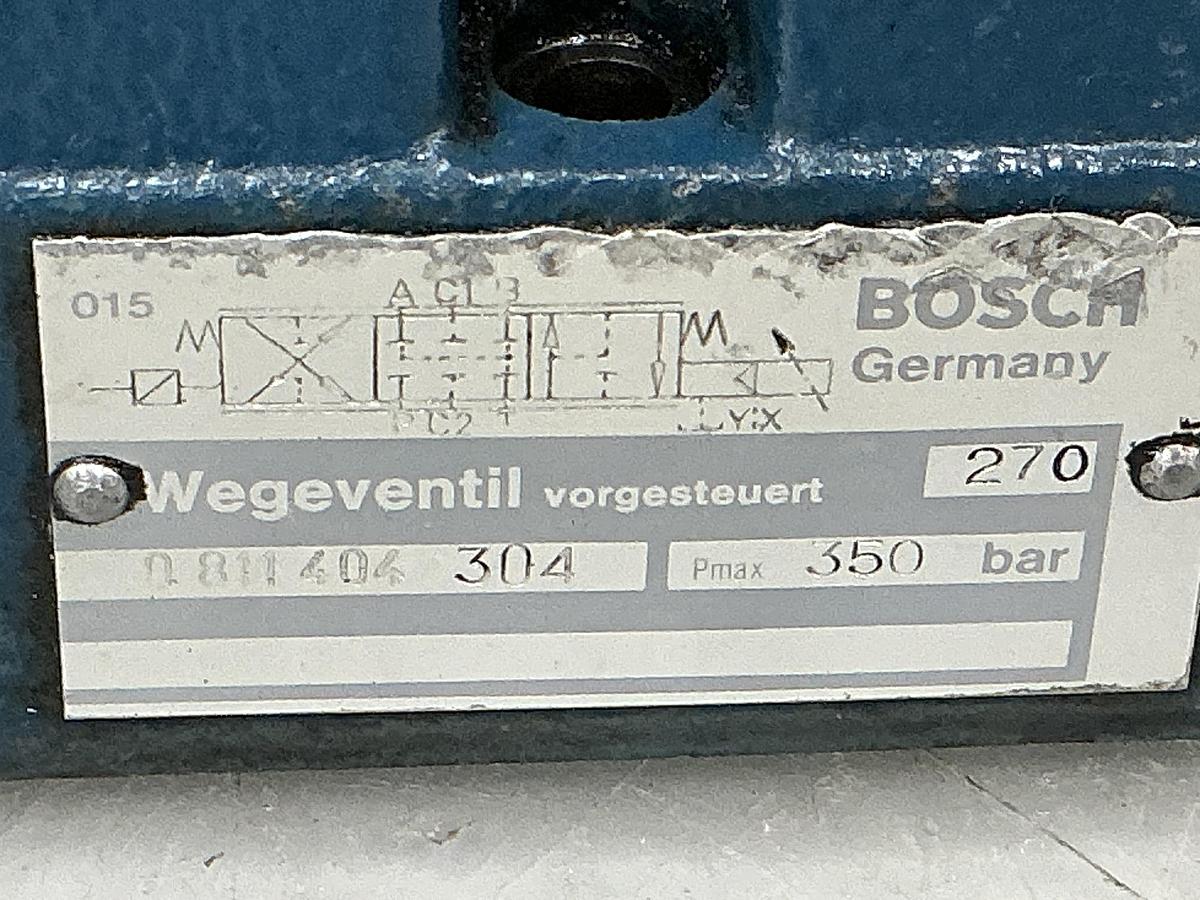 015
A C1 B
BOSCH
Germany
P C2 T
Y X
Wegeventil vorgesteuert
270
0 811 404 304
Pmax 350 bar